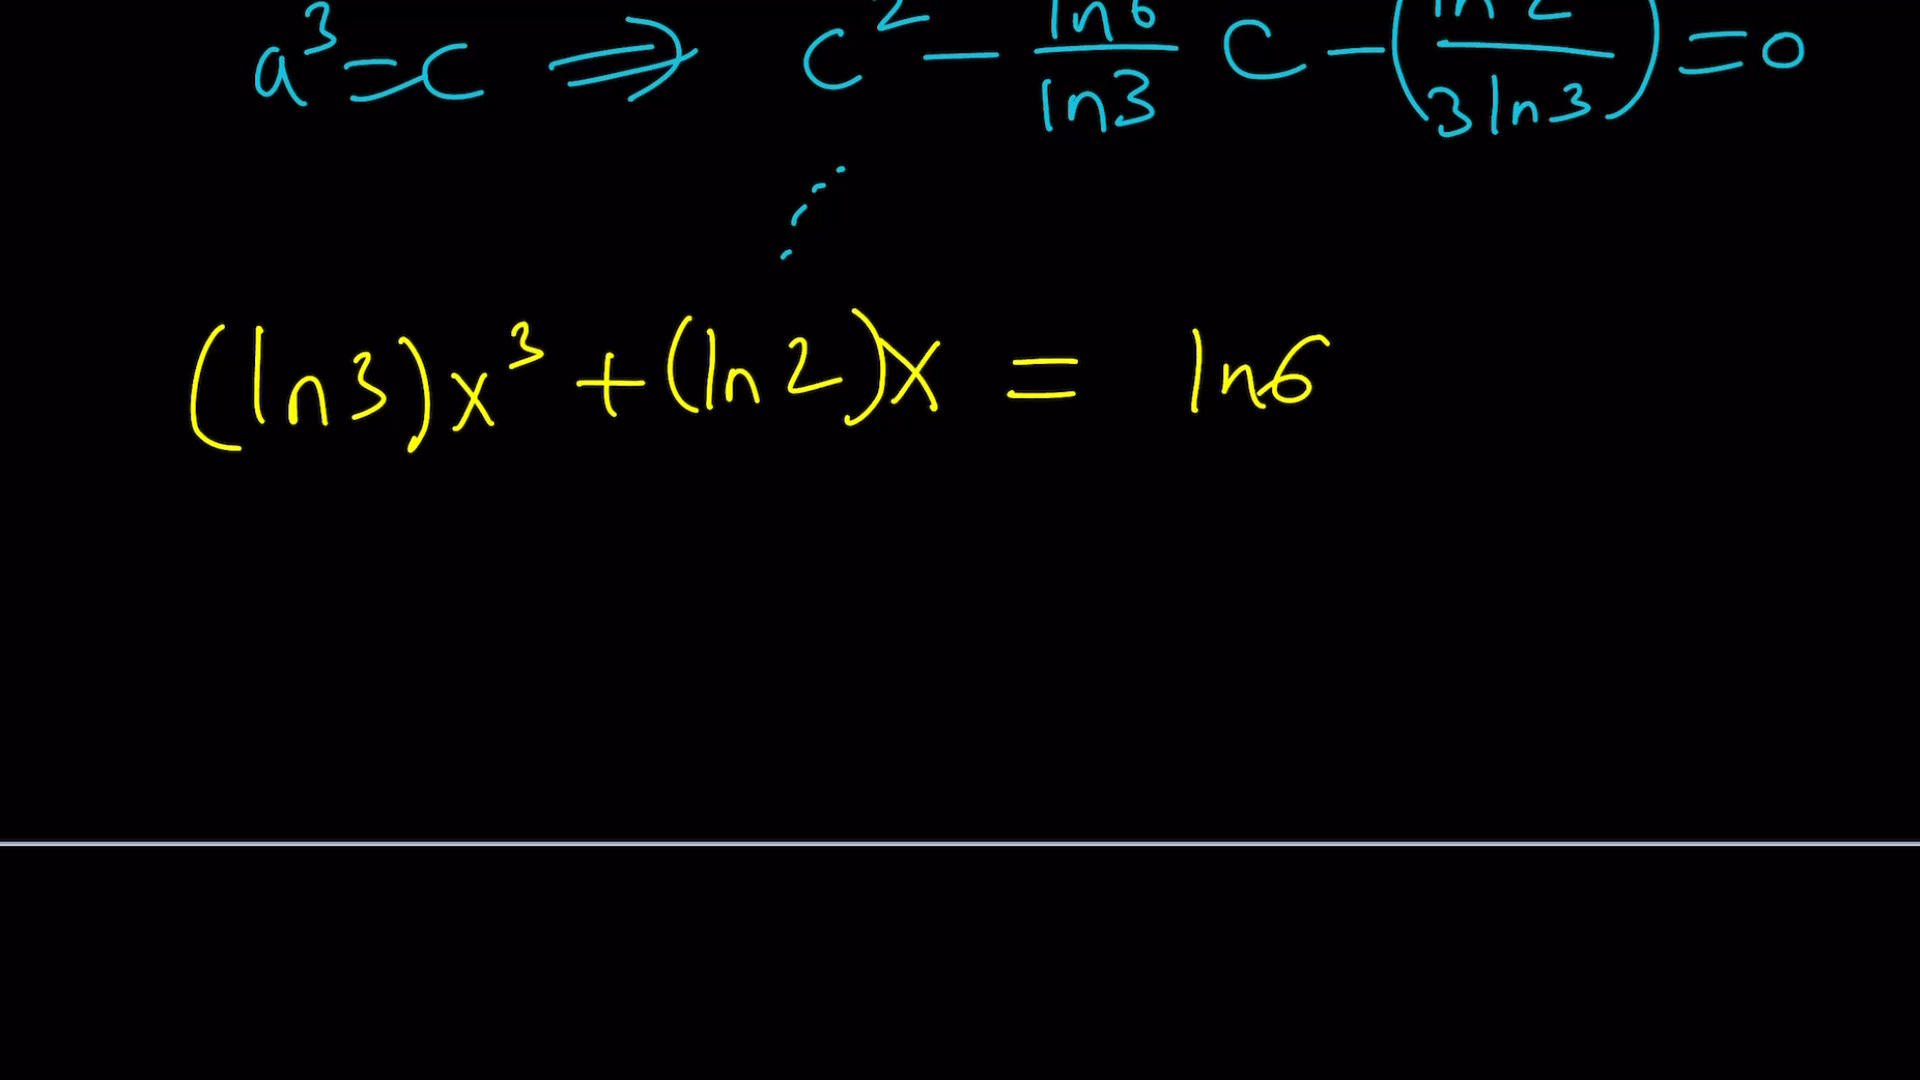 a³=c ⇒ c² − ln6/ln3 c − (ln2/3ln3) = 0
(ln3)x³ + (ln2)x = ln6